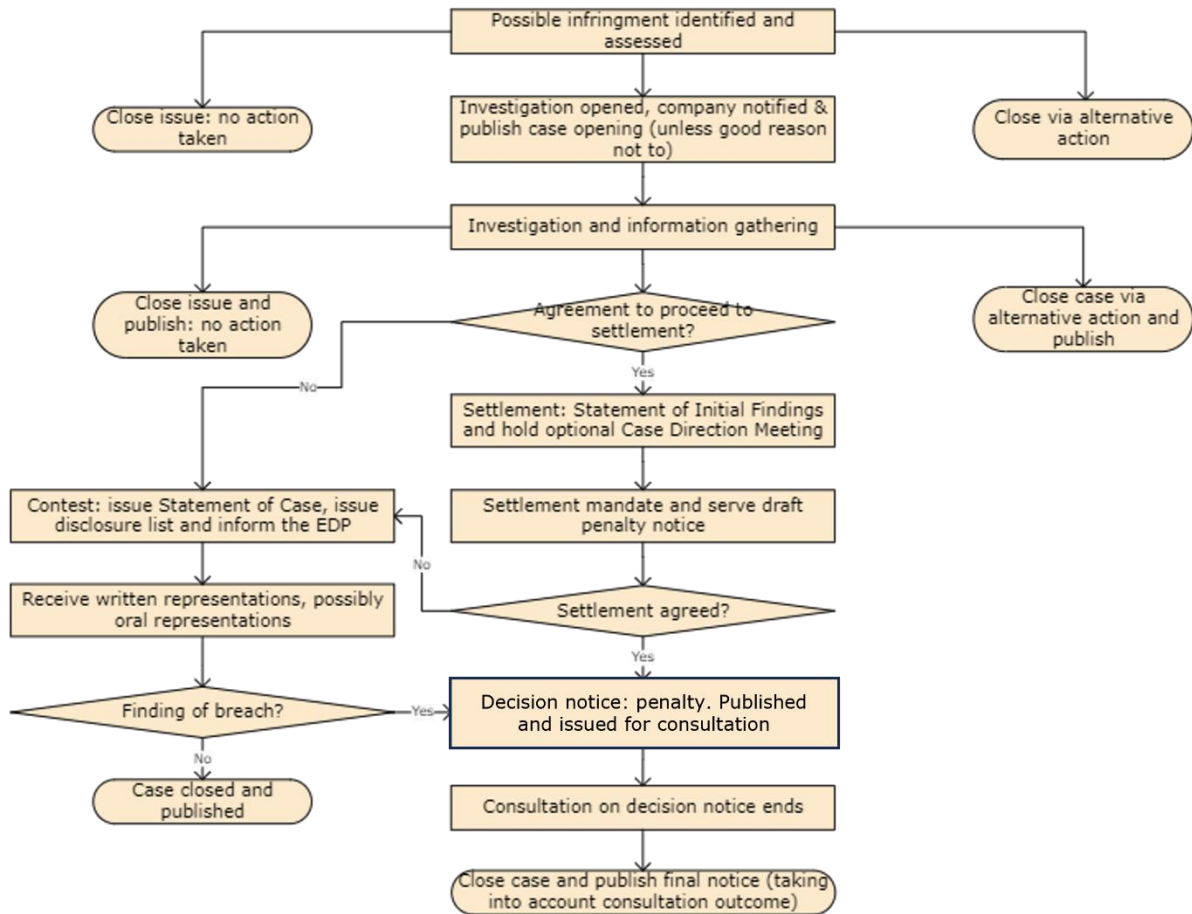 Possible infringment identified and
assessed
Close issue: no action
taken
Investigation opened, company notified &
publish case opening (unless good reason
not to)
Close via alternative
action
Investigation and information gathering
Close issue and
publish: no action
taken
Agreement to proceed to
settlement?
Close case via
alternative action and
publish
No
Yes
Settlement: Statement of Initial Findings
and hold optional Case Direction Meeting
Contest: issue Statement of Case, issue
disclosure list and inform the EDP
Settlement mandate and serve draft
penalty notice
No
Receive written representations, possibly
oral representations
Settlement agreed?
Yes
Finding of breach?
Yes
Decision notice: penalty. Published
and issued for consultation
No
Case closed and
published
Consultation on decision notice ends
Close case and publish final notice (taking
into account consultation outcome)